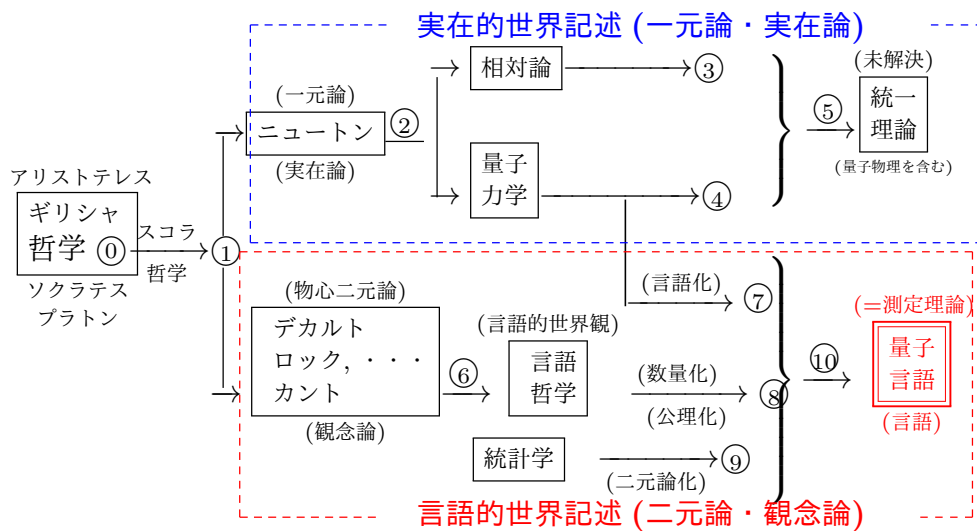 実在的世界記述 (一元論・実在論)
相対論
③
(未解決)
(一元論)
ニュートン
②
⑤
統一
理論
(実在論)
量子
力学
④
(量子物理を含む)
アリストテレス
ギリシャ
哲学 ⓪
スコラ
哲学
①
ソクラテス
プラトン
(物心二元論)
(言語化)
⑦
(=測定理論)
デカルト
ロック, ・・・
カント
(言語的世界観)
⑥
言語
哲学
(数量化)
(公理化)
⑧
⑩
量子
言語
(観念論)
(言語)
統計学
⑨
(二元論化)
言語的世界記述 (二元論・観念論)